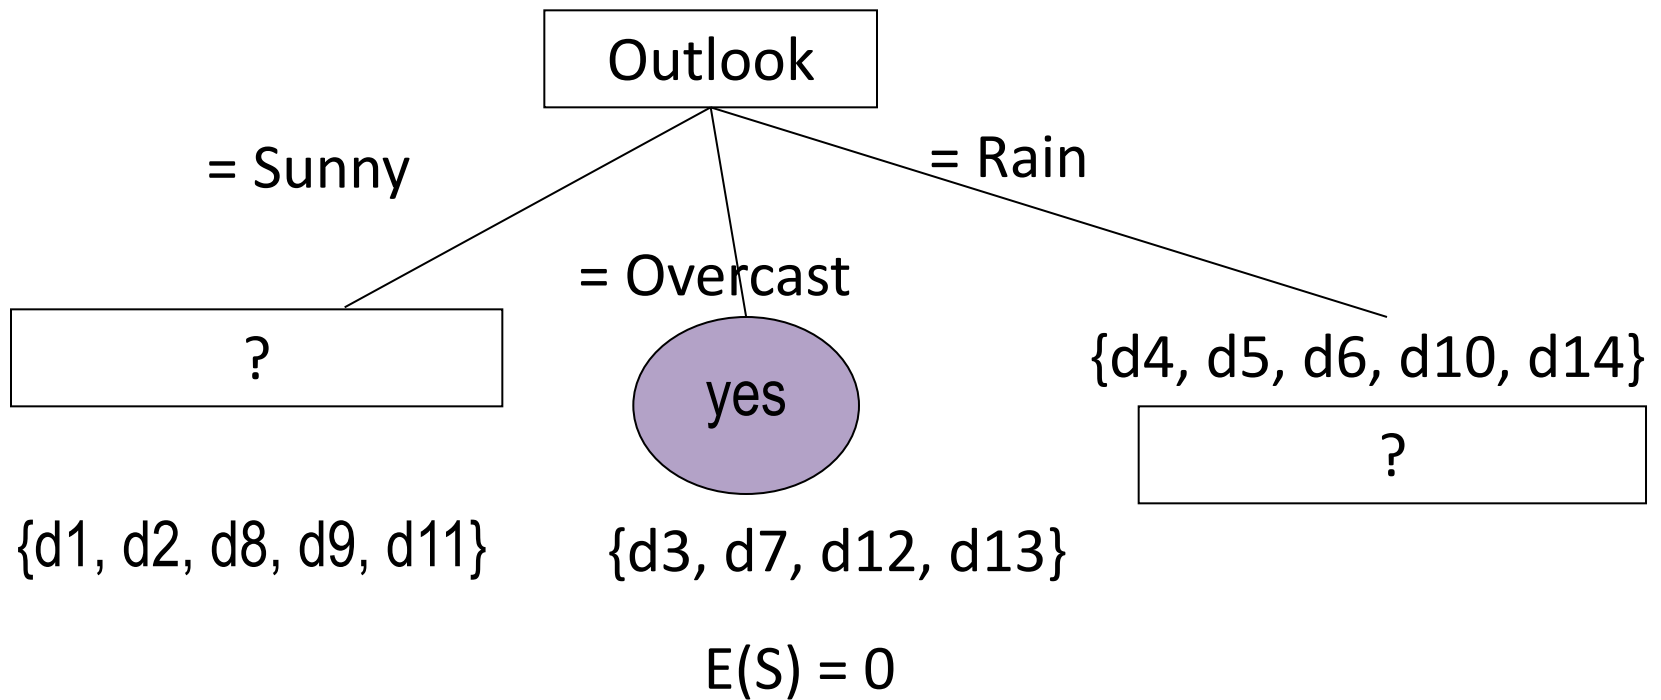 Outlook
= Sunny
= Rain
= Overcast
?
yes
{d4, d5, d6, d10, d14}
?
{d1, d2, d8, d9, d11}
{d3, d7, d12, d13}
E(S) = 0